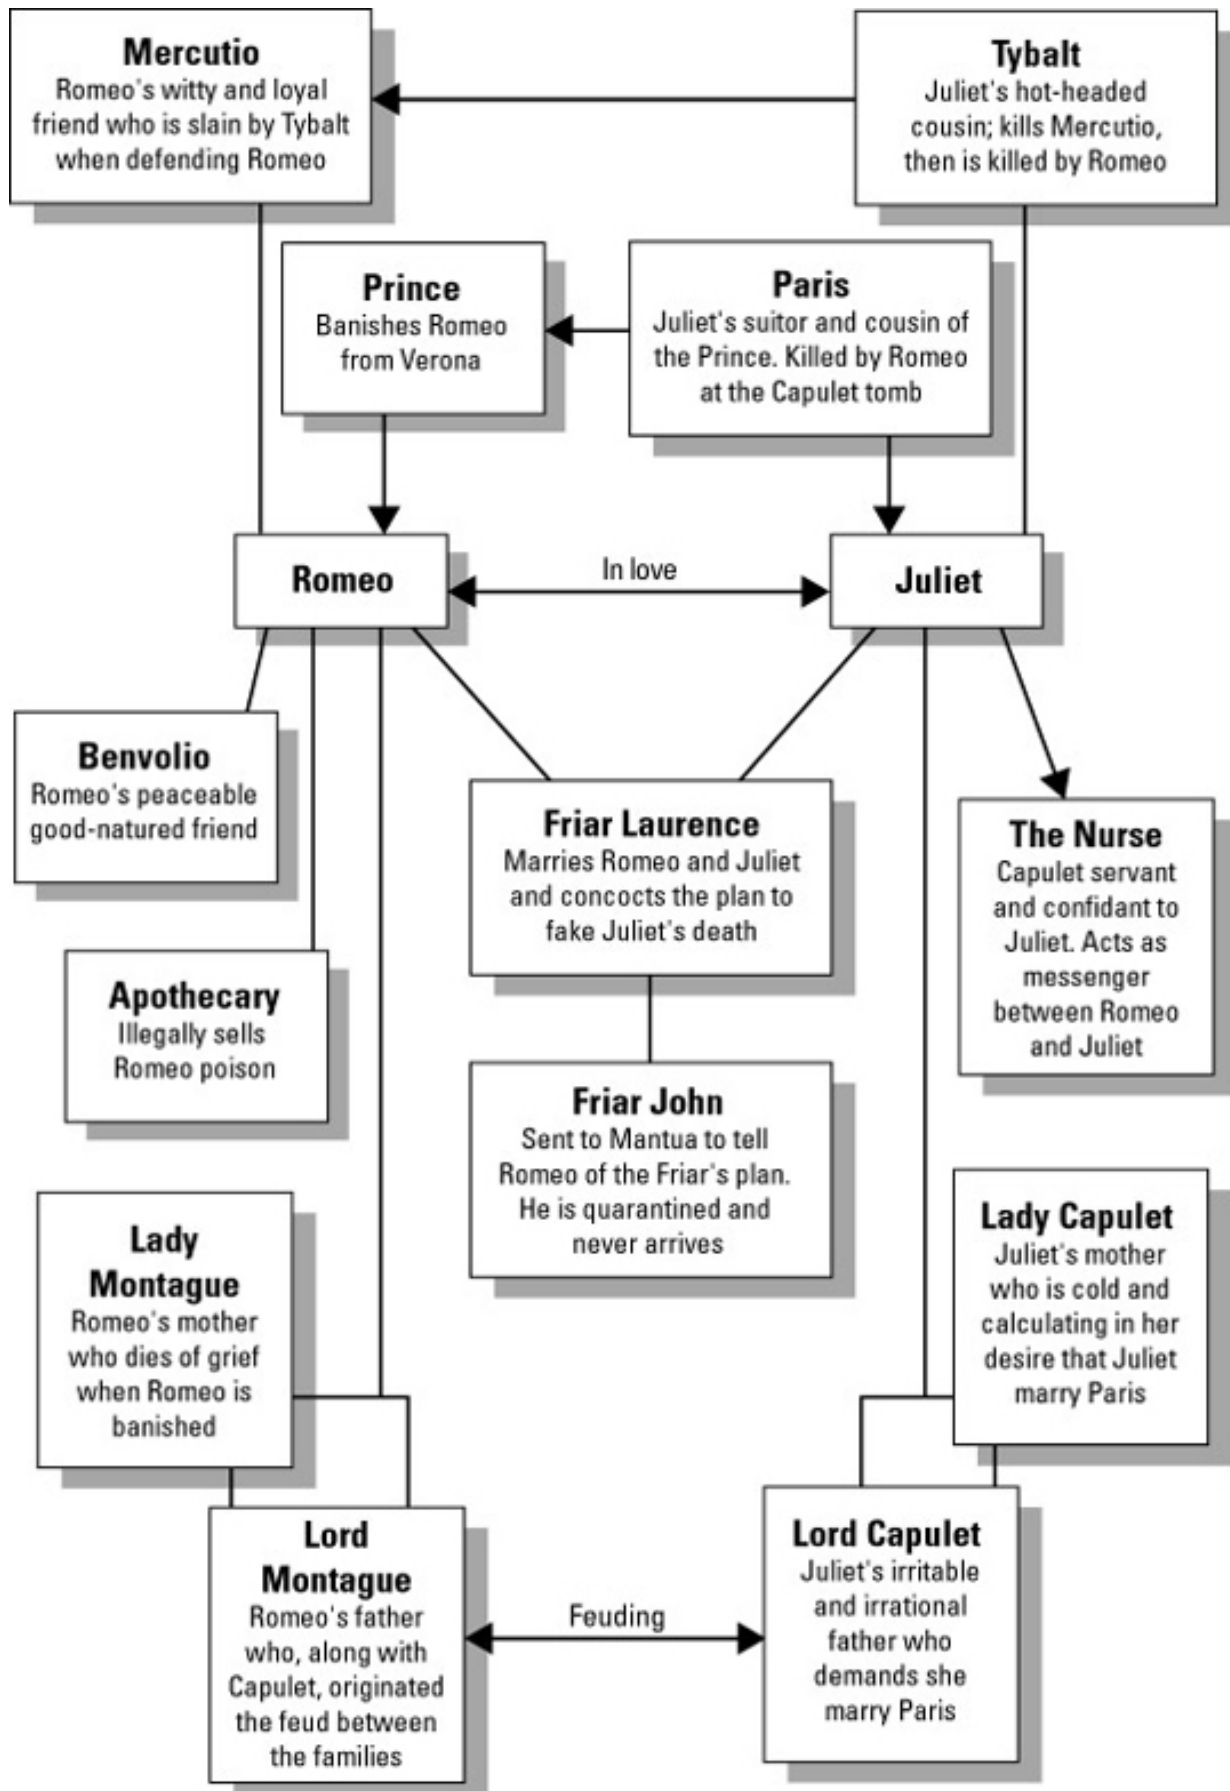 Mercutio
Romeo's witty and loyal
friend who is slain by Tybalt
when defending Romeo
Tybalt
Juliet's hot-headed
cousin; kills Mercutio,
then is killed by Romeo
Prince
Banishes Romeo
from Verona
Paris
Juliet's suitor and cousin of
the Prince. Killed by Romeo
at the Capulet tomb
Romeo
In love
Juliet
Benvolio
Romeo's peaceable
good-natured friend
Friar Laurence
Marries Romeo and Juliet
and concocts the plan to
fake Juliet's death
The Nurse
Capulet servant
and confidant to
Juliet. Acts as
messenger
between Romeo
and Juliet
Apothecary
Illegally sells
Romeo poison
Friar John
Sent to Mantua to tell
Romeo of the Friar's plan.
He is quarantined and
never arrives
Lady
Montague
Romeo's mother
who dies of grief
when Romeo is
banished
Lady Capulet
Juliet's mother
who is cold and
calculating in her
desire that Juliet
marry Paris
Lord
Montague
Romeo's father
who, along with
Capulet, originated
the feud between
the families
Feuding
Lord Capulet
Juliet's irritable
and irrational
father who
demands she
marry Paris